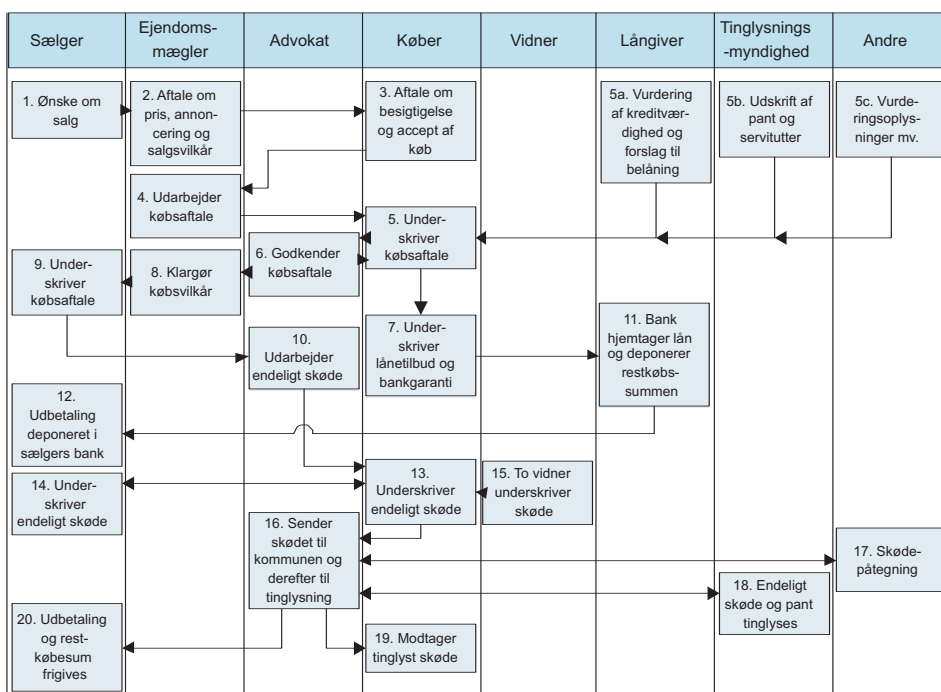 Sælger
Ejendoms-
mægler
Advokat
Køber
Vidner
Långiver
Tinglysnings
-myndighed
Andre
1. Ønske om
salg
2. Aftale om
pris, annon-
cering og
salgsvilkår
3. Aftale om
besigtigelse
og accept af
køb
5a. Vurdering
af kreditvær-
dighed og
forslag til
belåning
5b. Udskrift af
pant og
servitutter
5c. Vurde-
ringsoplys-
ninger mv.
4. Udarbejder
købsaftale
5. Under-
skriver
købsaftale
6. Godkender
købsaftale
8. Klargør
købsvilkår
9. Under-
skriver
købsaftale
10.
Udarbejder
endeligt skøde
7. Under-
skriver
lånetilbud og
bankgaranti
11. Bank
hjemtager lån
og deponerer
restkøbs-
summen
12.
Udbetaling
deponeret i
sælgers bank
13.
Underskriver
endeligt skøde
15. To vidner
underskriver
skøde
14. Under-
skriver
endeligt skøde
16. Sender
skødet til
kommunen og
derefter til
tinglysning
17. Skøde-
påtegning
18. Endeligt
skøde og pant
tinglyses
20. Udbetaling
og rest-
købesum
frigives
19. Modtager
tinglyst skøde